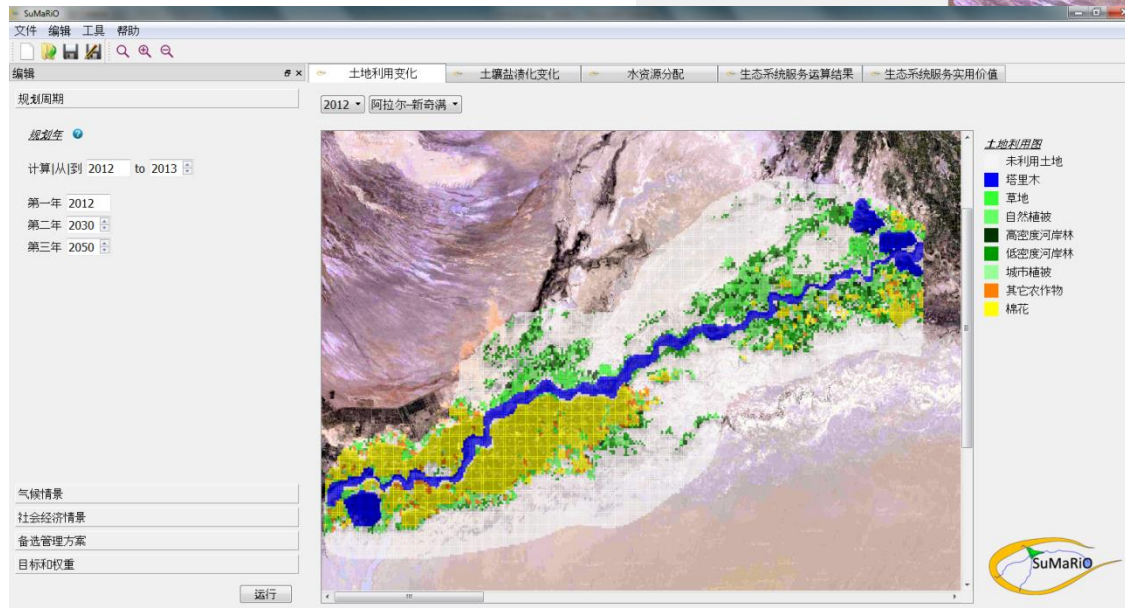 SuMaRiO
文件 编辑 工具 帮助
编辑
规划周期
规划年
计算|从|到 2012 to 2013
第一年 2012
第二年 2030
第三年 2050
气候情景
社会经济情景
备选管理方案
目标和权重
运行
土地利用变化 土壤盐渍化变化 水资源分配 生态系统服务运算结果 生态系统服务实用价值
2012 阿拉尔-新奇满
土地利用图
未利用土地
塔里木
草地
自然植被
高密度河岸林
低密度河岸林
城市植被
其它农作物
棉花
SuMaRiO